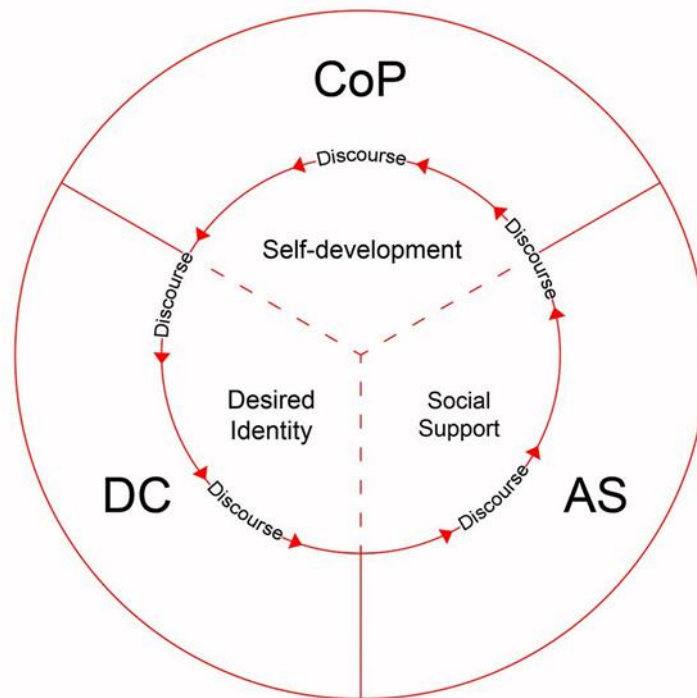 CoP
Discourse
Discourse
Self-development
Discourse
Desired
Identity
Social
Support
DC
AS
Discourse
Discourse